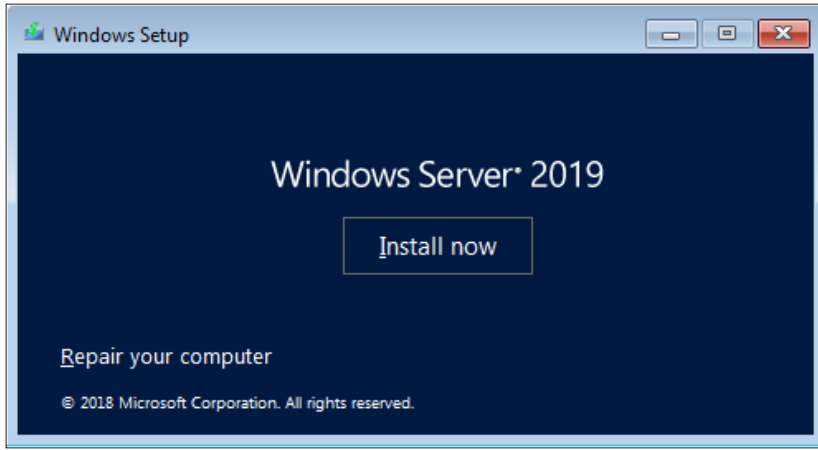 Windows Setup
Windows Server® 2019
Install now
Repair your computer
© 2018 Microsoft Corporation. All rights reserved.